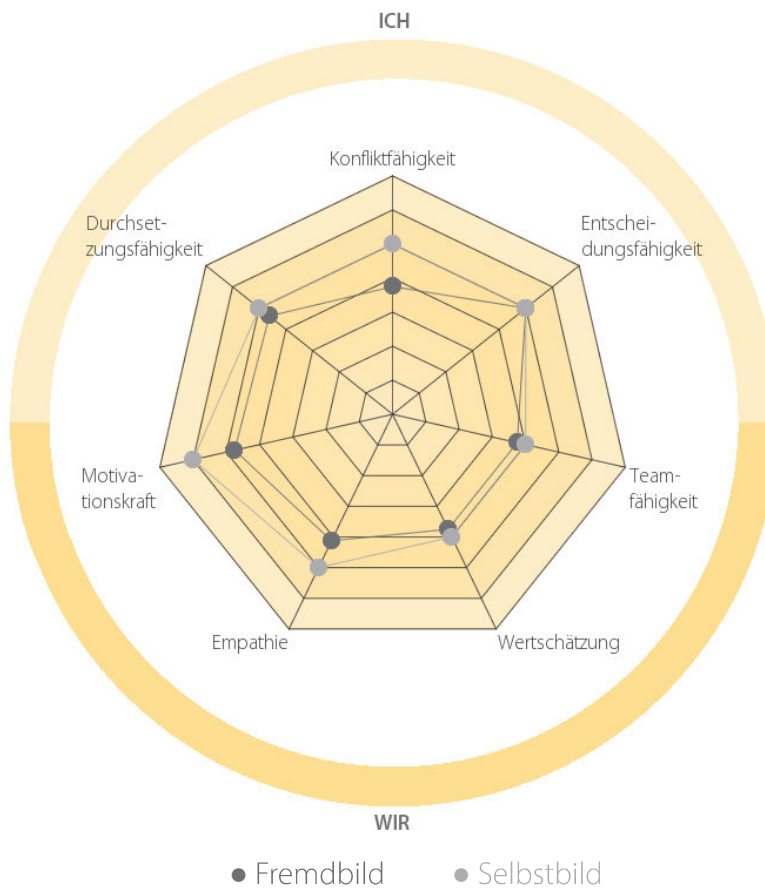 ICH
Konfliktfähigkeit
Durchset-
zungsfähigkeit
Entschei-
dungsfähigkeit
Motiva-
tionskraft
Team-
fähigkeit
Empathie
Wertschätzung
WIR
Fremdbild
Selbstbild